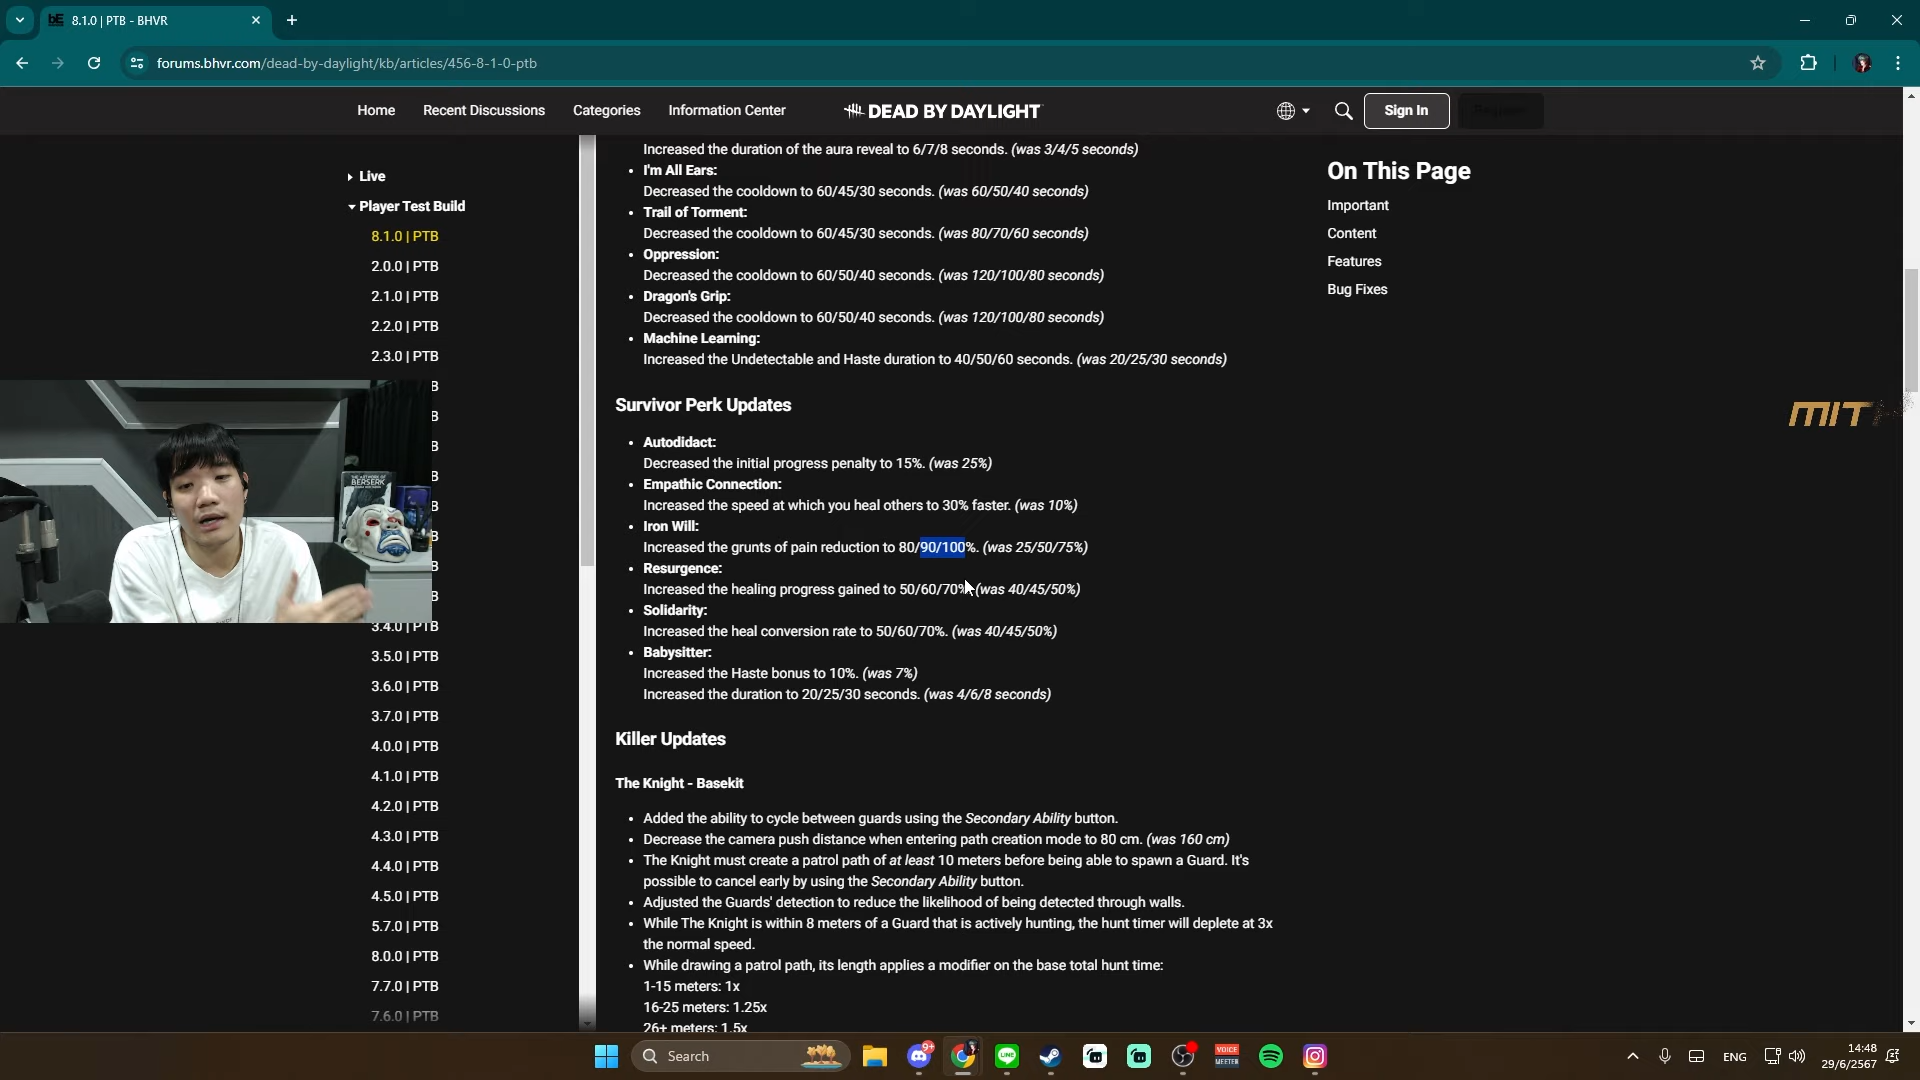 8.1.0 | PTB - BHVR
forums.bhvr.com/dead-by-daylight/kb/articles/456-8-1-0-ptb
Home
Recent Discussions
Categories
Information Center
DEAD BY DAYLIGHT
Sign In
Live
Player Test Build
8.1.0 | PTB
2.0.0 | PTB
2.1.0 | PTB
2.2.0 | PTB
2.3.0 | PTB
B
B
B
B
B
B
B
B
3.4.0 | PTB
3.5.0 | PTB
3.6.0 | PTB
3.7.0 | PTB
4.0.0 | PTB
4.1.0 | PTB
4.2.0 | PTB
4.3.0 | PTB
4.4.0 | PTB
4.5.0 | PTB
5.7.0 | PTB
8.0.0 | PTB
7.7.0 | PTB
7.6.0 | PTB
Increased the duration of the aura reveal to 6/7/8 seconds. (was 3/4/5 seconds)
I'm All Ears:
Decreased the cooldown to 60/45/30 seconds. (was 60/50/40 seconds)
Trail of Torment:
Decreased the cooldown to 60/45/30 seconds. (was 80/70/60 seconds)
Oppression:
Decreased the cooldown to 60/50/40 seconds. (was 120/100/80 seconds)
Dragon's Grip:
Decreased the cooldown to 60/50/40 seconds. (was 120/100/80 seconds)
Machine Learning:
Increased the Undetectable and Haste duration to 40/50/60 seconds. (was 20/25/30 seconds)
Survivor Perk Updates
Autodidact:
Decreased the initial progress penalty to 15%. (was 25%)
Empathic Connection:
Increased the speed at which you heal others to 30% faster. (was 10%)
Iron Will:
Increased the grunts of pain reduction to 80/90/100%. (was 25/50/75%)
Resurgence:
Increased the healing progress gained to 50/60/70% (was 40/45/50%)
Solidarity:
Increased the heal conversion rate to 50/60/70%. (was 40/45/50%)
Babysitter:
Increased the Haste bonus to 10%. (was 7%)
Increased the duration to 20/25/30 seconds. (was 4/6/8 seconds)
Killer Updates
The Knight - Basekit
Added the ability to cycle between guards using the Secondary Ability button.
Decrease the camera push distance when entering path creation mode to 80 cm. (was 160 cm)
The Knight must create a patrol path of at least 10 meters before being able to spawn a Guard. It's
possible to cancel early by using the Secondary Ability button.
Adjusted the Guards' detection to reduce the likelihood of being detected through walls.
While The Knight is within 8 meters of a Guard that is actively hunting, the hunt timer will deplete at 3x
the normal speed.
While drawing a patrol path, its length applies a modifier on the base total hunt time:
1-15 meters: 1x
16-25 meters: 1.25x
26+ meters: 1.5x
On This Page
Important
Content
Features
Bug Fixes
MIT
BERSERK
Search
9+
LINE
VOICE
MEETER
ENG
14:48
29/6/2567